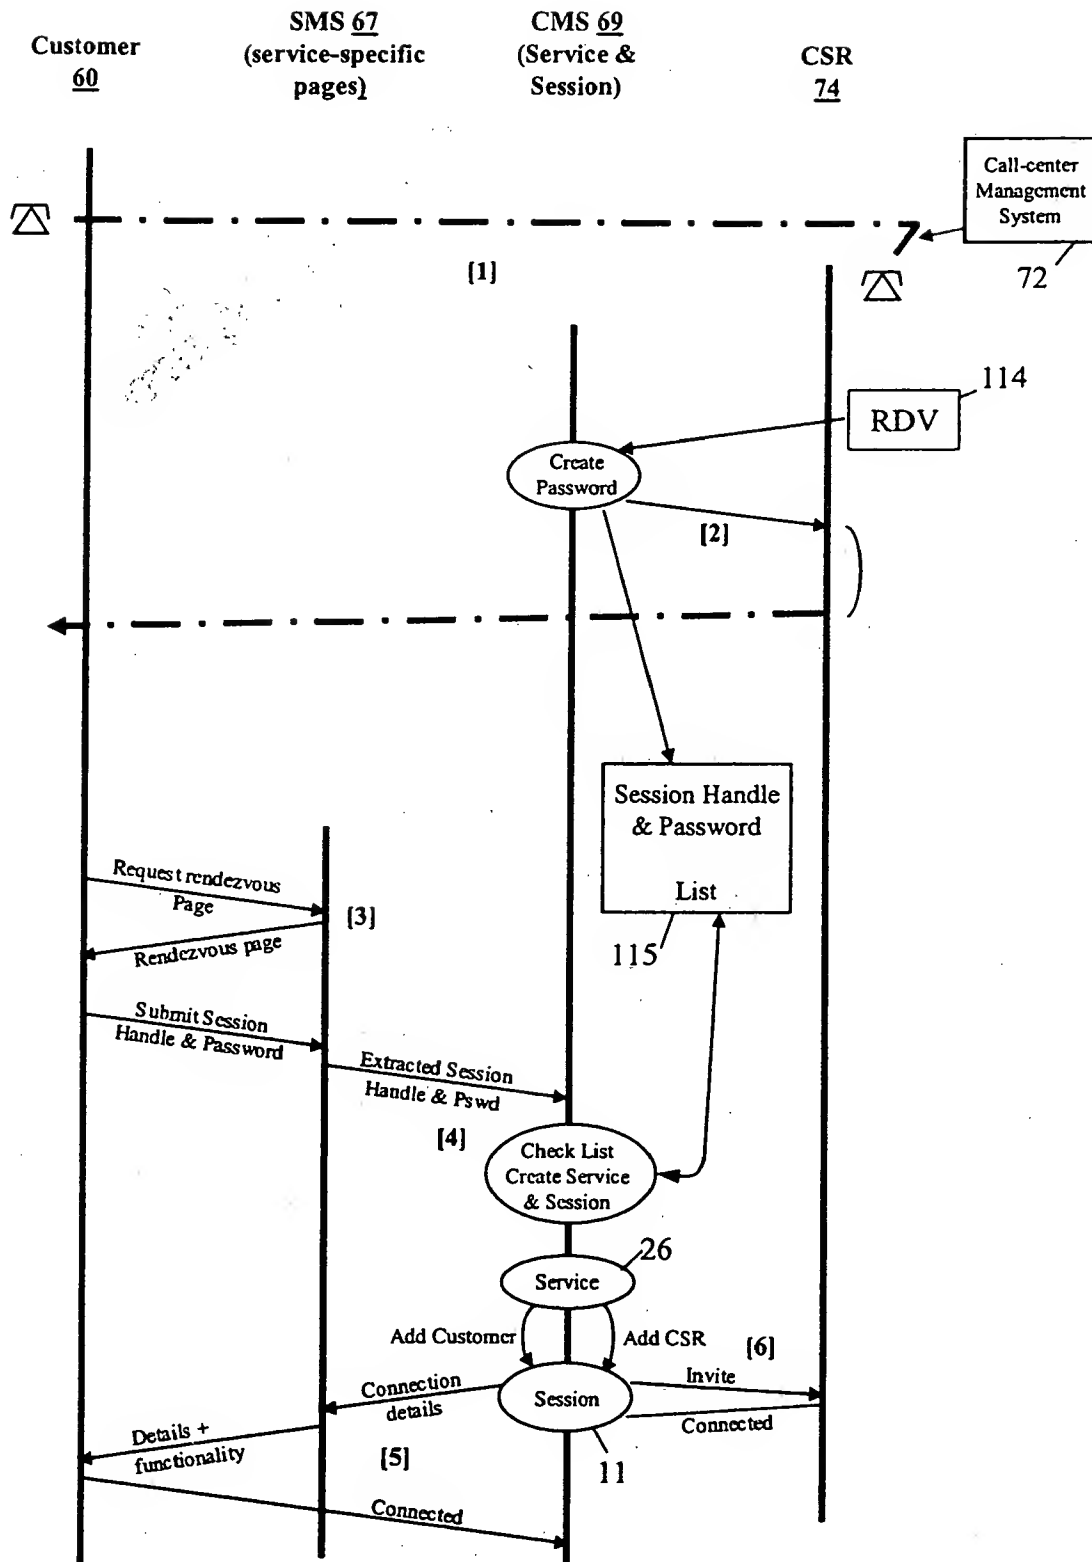 Customer
60
SMS 67
(service-specific
pages)
CMS 69
(Service &
Session)
CSR
74
Call-center
Management
System
72
[1]
114
RDV
Create
Password
[2]
Session Handle
& Password
List
115
Request rendezvous
Page
[3]
Rendezvous page
Submit Session
Handle & Password
Extracted Session
Handle & Pswd
[4]
Check List
Create Service
& Session
26
Service
Add Customer
Add CSR
[6]
Connection
details
Session
Invite
Connected
Details +
functionality
[5]
11
Connected